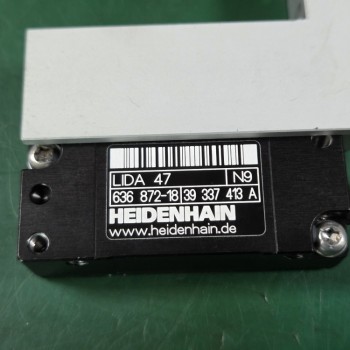 LIDA 47 N9
636 872-18 39 337 413 A
HEIDENHAIN
www.heidenhain.de